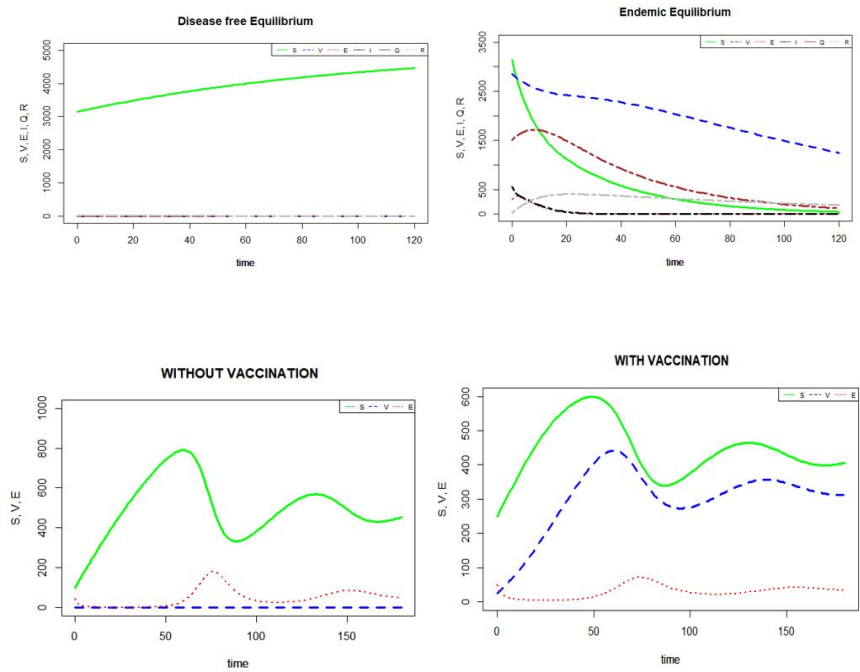 Disease free Equilibrium
S, V, E, I, Q, R
5000
4000
3000
2000
1000
0
S V E I Q R
0 20 40 60 80 100 120
time
Endemic Equilibrium
S, V, E, I, Q, R
3500
2500
1500
500
0
S V E I Q R
0 20 40 60 80 100 120
time
WITHOUT VACCINATION
S, V, E
1000
800
600
400
200
0
S V E
0 50 100 150
time
WITH VACCINATION
S, V, E
600
500
400
300
200
100
0
S V E
0 50 100 150
time